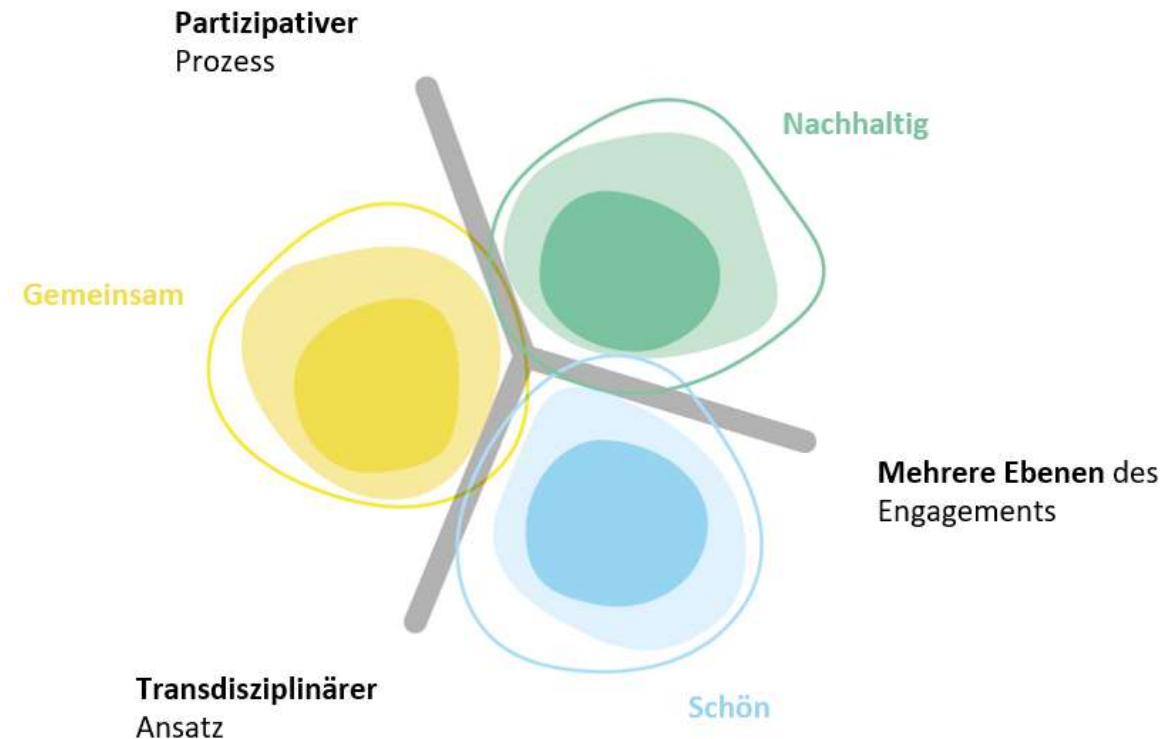 Partizipativer
Prozess
Nachhaltig
Gemeinsam
Mehrere Ebenen des
Engagements
Transdisziplinärer
Ansatz
Schön